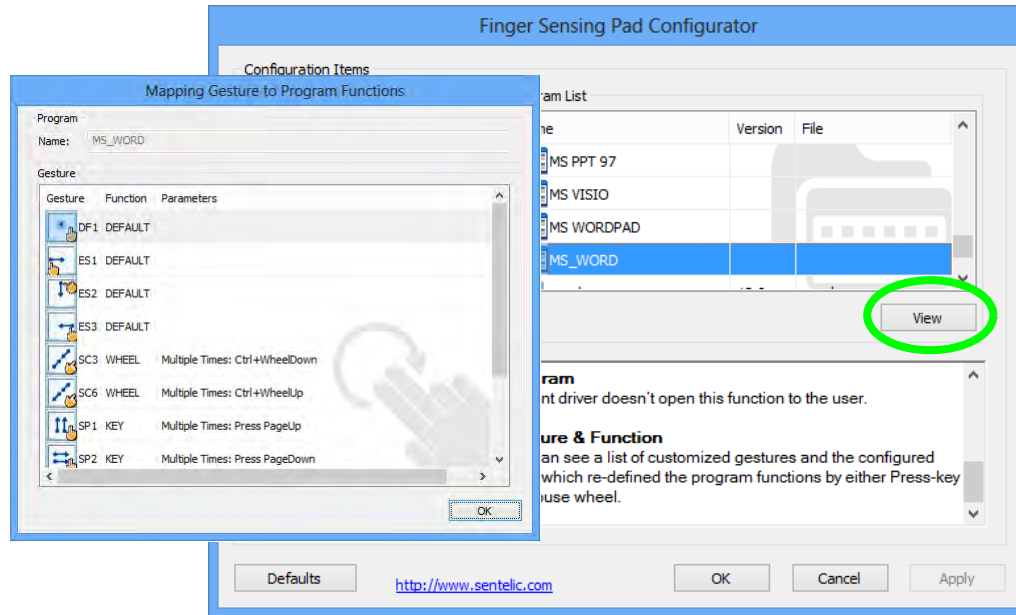 Finger Sensing Pad Configurator
Configuration Items
Mapping Gesture to Program Functions
Program
Name: MS_WORD
Gesture
Gesture Function Parameters
DF1 DEFAULT
ES1 DEFAULT
ES2 DEFAULT
ES3 DEFAULT
SC3 WHEEL Multiple Times: Ctrl+WheelDown
SC6 WHEEL Multiple Times: Ctrl+WheelUp
SP1 KEY Multiple Times: Press PageUp
SP2 KEY Multiple Times: Press PageDown
OK
am List
ne Version File
MS PPT 97
MS VISIO
MS WORDPAD
MS_WORD
View
ram
nt driver doesn't open this function to the user.
ure & Function
an see a list of customized gestures and the configured
which re-defined the program functions by either Press-key
use wheel.
Defaults http://www.sentelic.com OK Cancel Apply